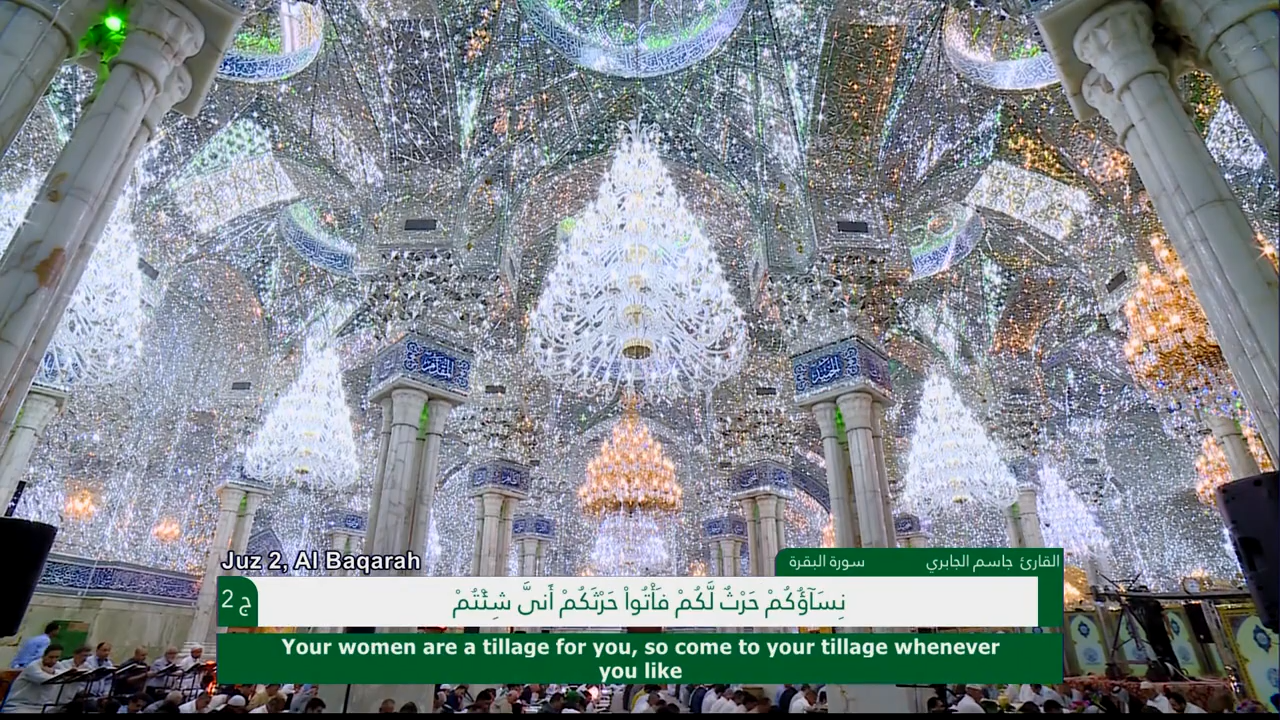 Juz 2, Al Baqarah
القارئ جاسم الجابري سورة البقرة
ج 2
نِسَآؤُكُمْ حَرْثٌ لَّكُمْ فَأْتُواْ حَرْثَكُمْ أَنَّى شِئْتُمْ
Your women are a tillage for you, so come to your tillage whenever
you like